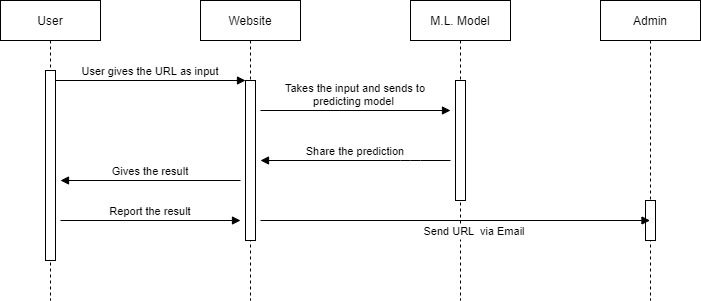 User
Website
M.L. Model
Admin
User gives the URL as input
Takes the input and sends to
predicting model
Share the prediction
Gives the result
Report the result
Send URL  via Email